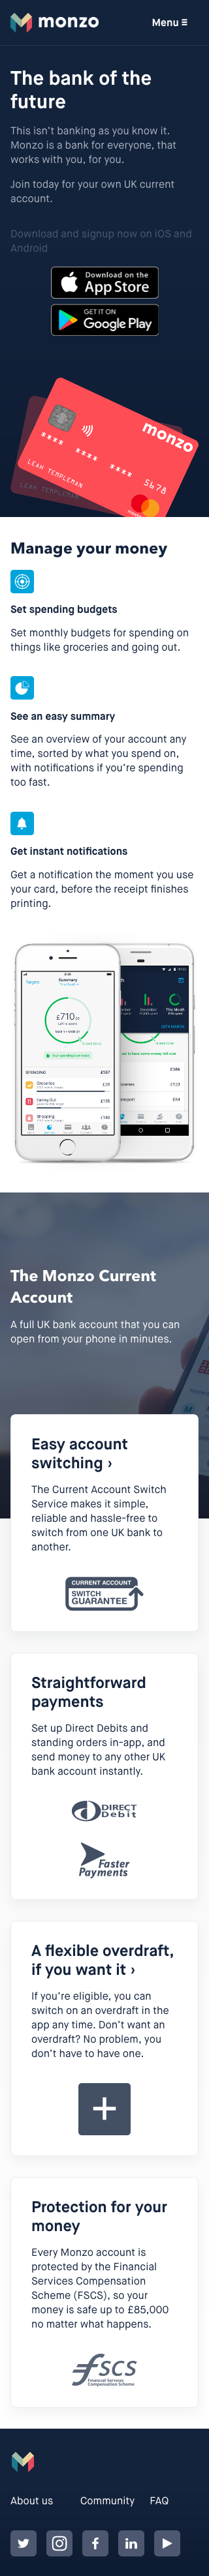 monzo
Menu
The bank of the
future
This isn't banking as you know it.
Monzo is a bank for everyone, that
works with you, for you.
Join today for your own UK current
account.
Download and signup now on iOS and
Android
Download on the
App Store
GET IT ON
Google Play
monzo
**** **** **** 5678
LEAH TEMPLEMAN
LEAH TEMPLEMAN
Manage your money
Set spending budgets
Set monthly budgets for spending on
things like groceries and going out.
See an easy summary
See an overview of your account any
time, sorted by what you spend on,
with notifications if you're spending
too fast.
Get instant notifications
Get a notification the moment you use
your card, before the receipt finishes
printing.
Summary
£710
SPENDING
£587
Groceries
Eating Out
£135
Shopping
The Monzo Current
Account
A full UK bank account that you can
open from your phone in minutes.
Easy account
switching ›
The Current Account Switch
Service makes it simple,
reliable and hassle-free to
switch from one UK bank to
another.
CURRENT ACCOUNT
SWITCH
GUARANTEE
Straightforward
payments
Set up Direct Debits and
standing orders in-app, and
send money to any other UK
bank account instantly.
DIRECT
Debit
Faster
Payments
A flexible overdraft,
if you want it ›
If you're eligible, you can
switch on an overdraft in the
app any time. Don't want an
overdraft? No problem, you
don't have to have one.
Protection for your
money
Every Monzo account is
protected by the Financial
Services Compensation
Scheme (FSCS), so your
money is safe up to £85,000
no matter what happens.
FSCS
Financial Services
Compensation Scheme
About us Community FAQ